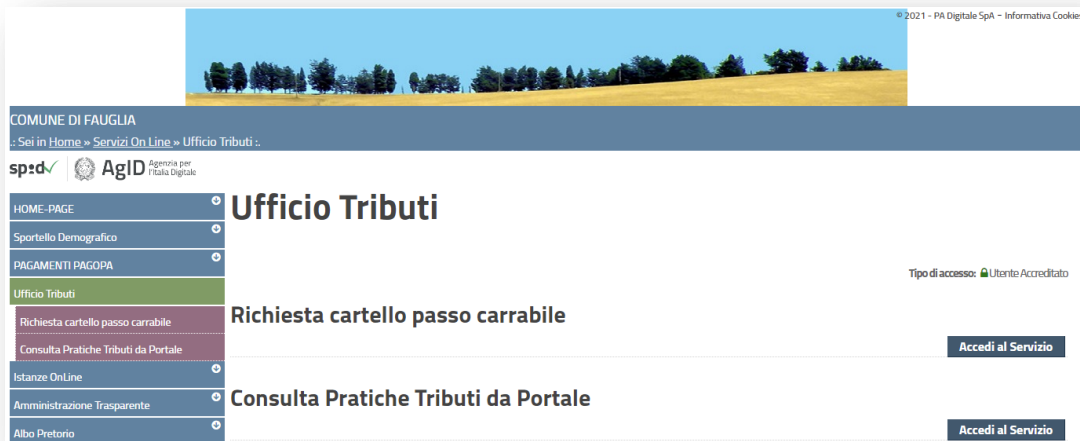 © 2021 - PA Digitale SpA - Informativa Cookies
COMUNE DI FAUGLIA
.: Sei in Home » Servizi On Line » Ufficio Tributi :.
sp:d
AgID Agenzia per
l'Italia Digitale
HOME-PAGE
Sportello Demografico
PAGAMENTI PAGOPA
Ufficio Tributi
Richiesta cartello passo carrabile
Consulta Pratiche Tributi da Portale
Istanze OnLine
Amministrazione Trasparente
Albo Pretorio
Ufficio Tributi
Tipo di accesso: Utente Accreditato
Richiesta cartello passo carrabile
Accedi al Servizio
Consulta Pratiche Tributi da Portale
Accedi al Servizio